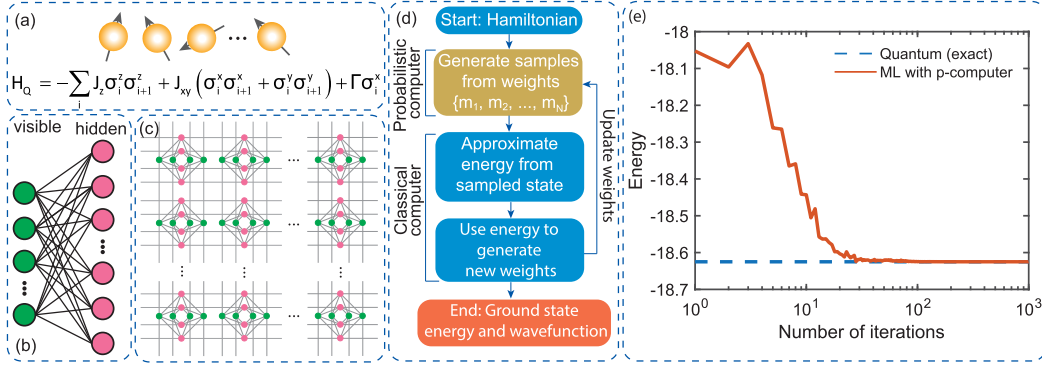 (a)
...
H_Q = −∑_i J_z σ_i^z σ_{i+1}^z + J_xy (σ_i^x σ_{i+1}^x + σ_i^y σ_{i+1}^y) + Γσ_i^x
visible
hidden
(b)
(c)
(d)
Start: Hamiltonian
Probabilistic
computer
Generate samples
from weights
{m_1, m_2, ..., m_N}
Classical
computer
Approximate
energy from
sampled state
Use energy to
generate
new weights
Update weights
End: Ground state
energy and wavefunction
(e)
Energy
-18
-18.1
-18.2
-18.3
-18.4
-18.5
-18.6
-18.7
Quantum (exact)
ML with p-computer
10^0
10^1
10^2
10^3
Number of iterations